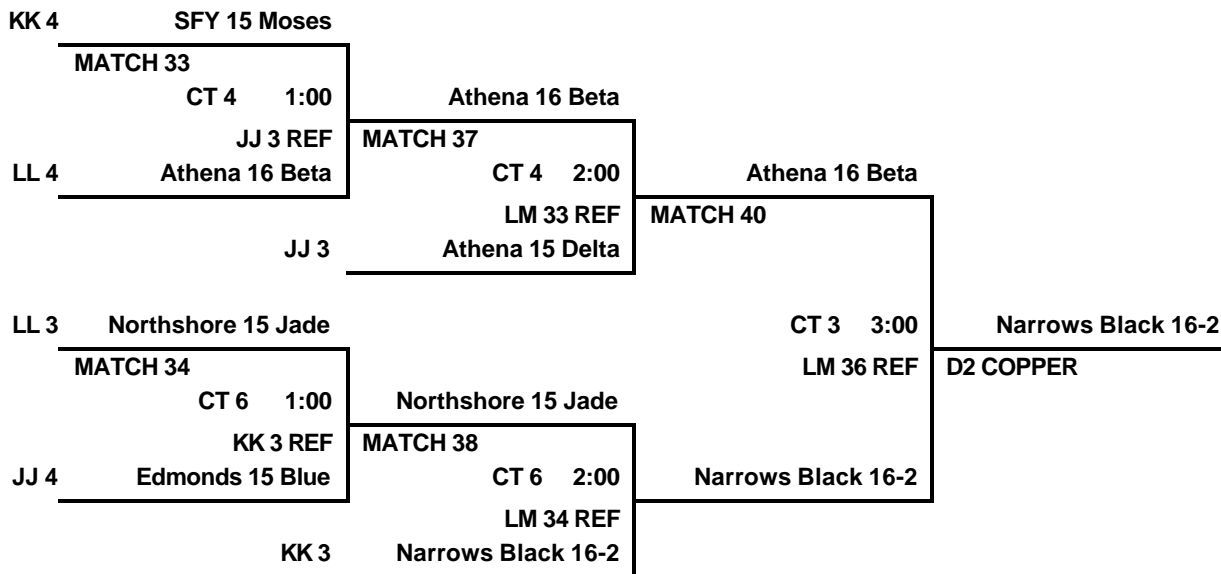 KK 4 SFY 15 Moses
MATCH 33
CT 4 1:00 Athena 16 Beta
JJ 3 REF MATCH 37
LL 4 Athena 16 Beta CT 4 2:00 Athena 16 Beta
LM 33 REF MATCH 40
JJ 3 Athena 15 Delta
LL 3 Northshore 15 Jade CT 3 3:00 Narrows Black 16-2
MATCH 34 LM 36 REF D2 COPPER
CT 6 1:00 Northshore 15 Jade
KK 3 REF MATCH 38
JJ 4 Edmonds 15 Blue CT 6 2:00 Narrows Black 16-2
LM 34 REF
KK 3 Narrows Black 16-2